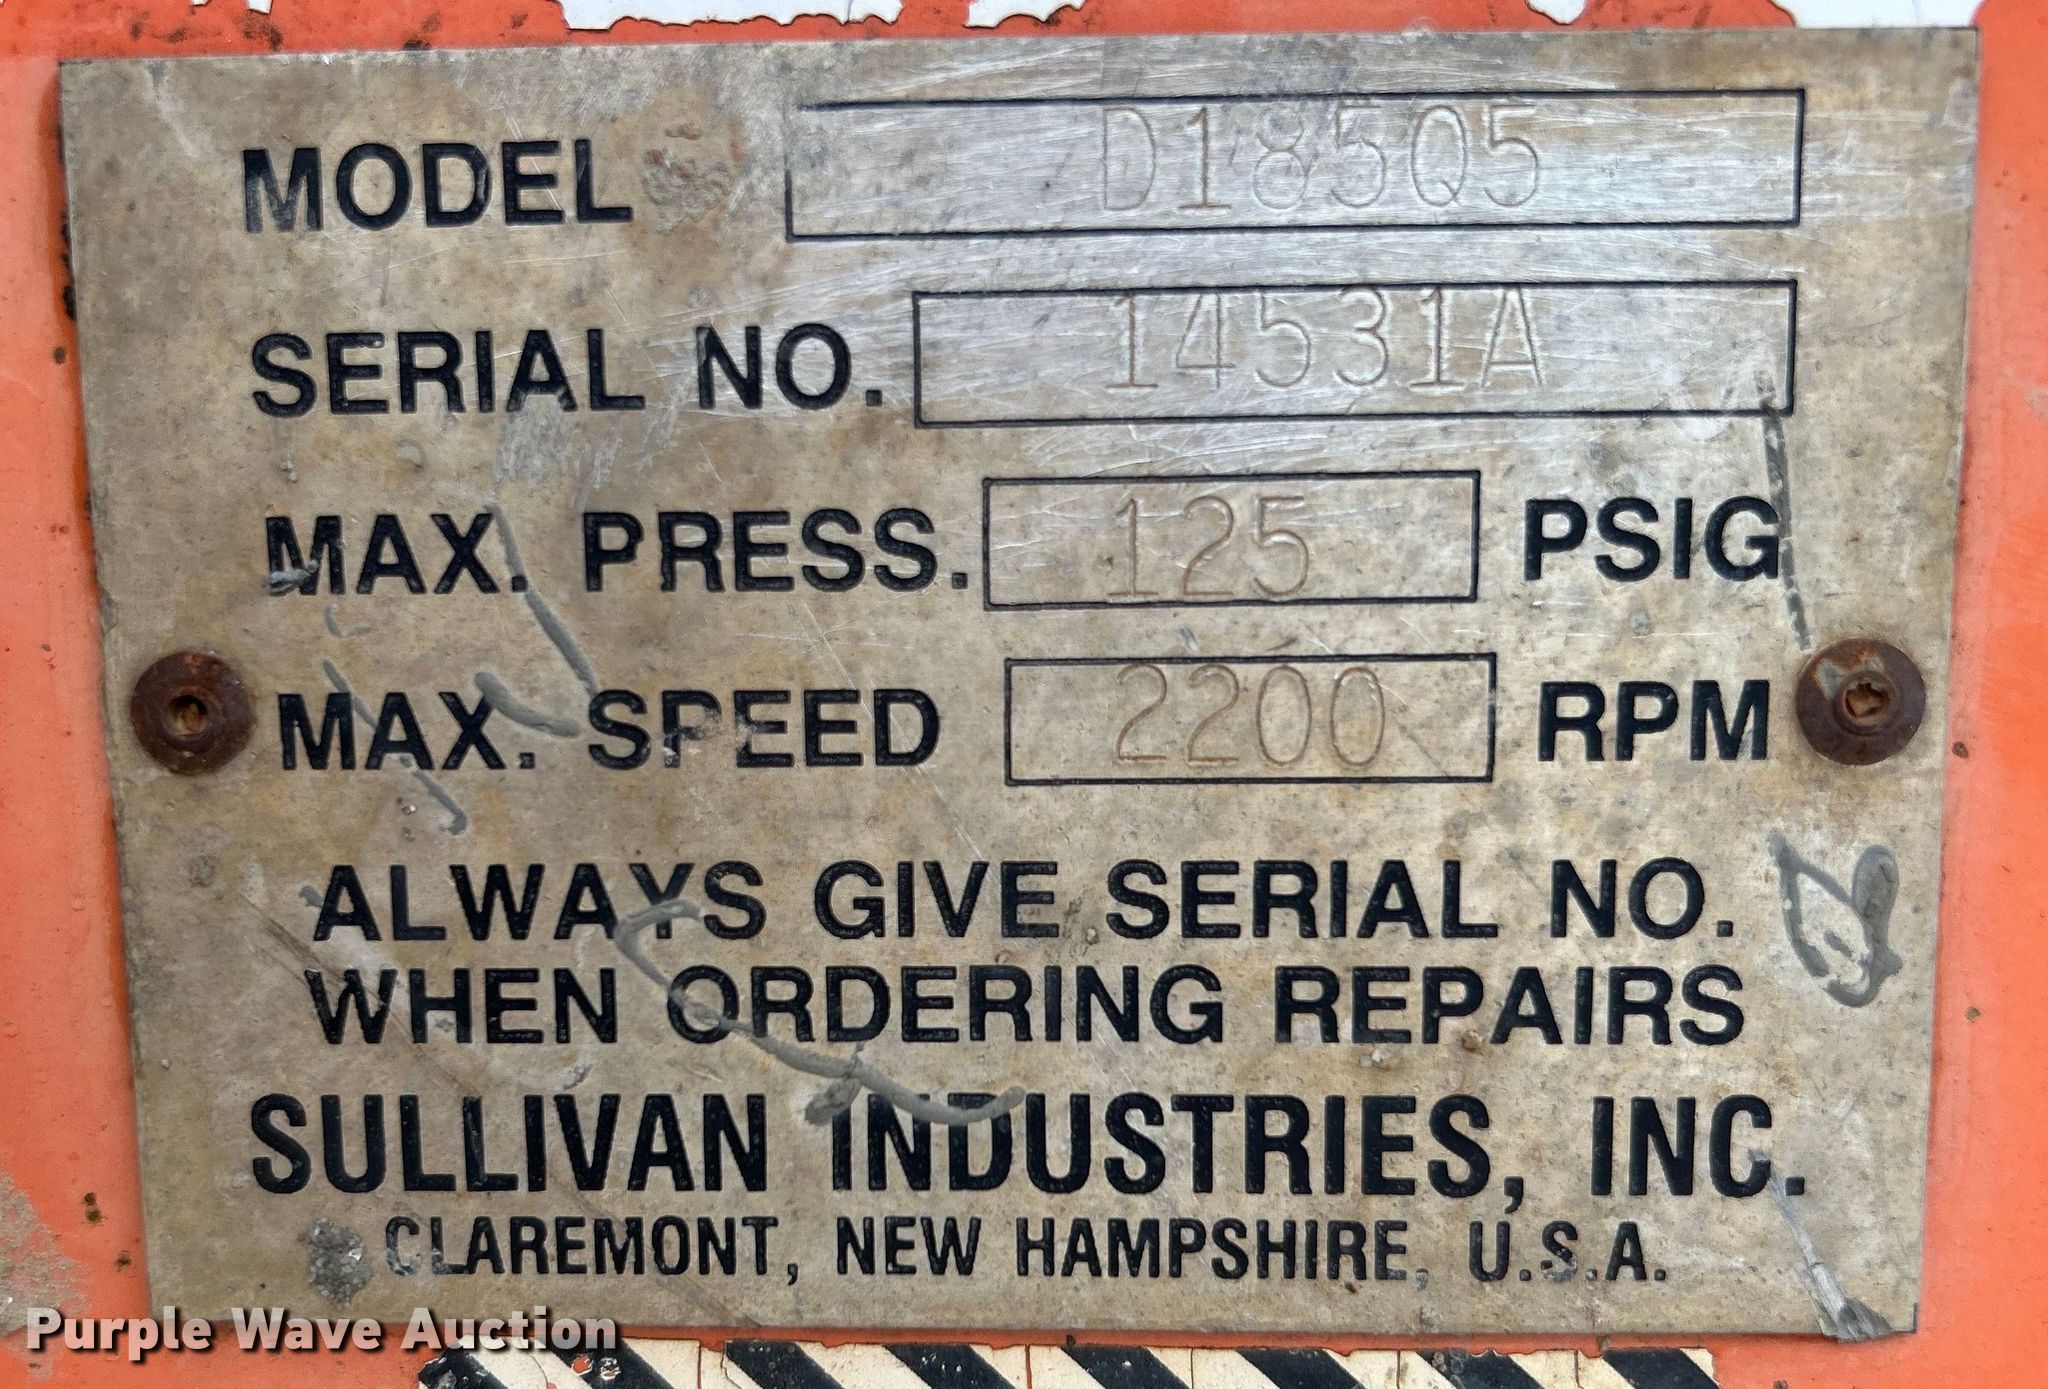 MODEL D185Q5
SERIAL NO. 14531A
MAX. PRESS. 125 PSIG
MAX. SPEED 2200 RPM
ALWAYS GIVE SERIAL NO.
WHEN ORDERING REPAIRS
SULLIVAN INDUSTRIES, INC.
CLAREMONT, NEW HAMPSHIRE, U.S.A.
Purple Wave Auction